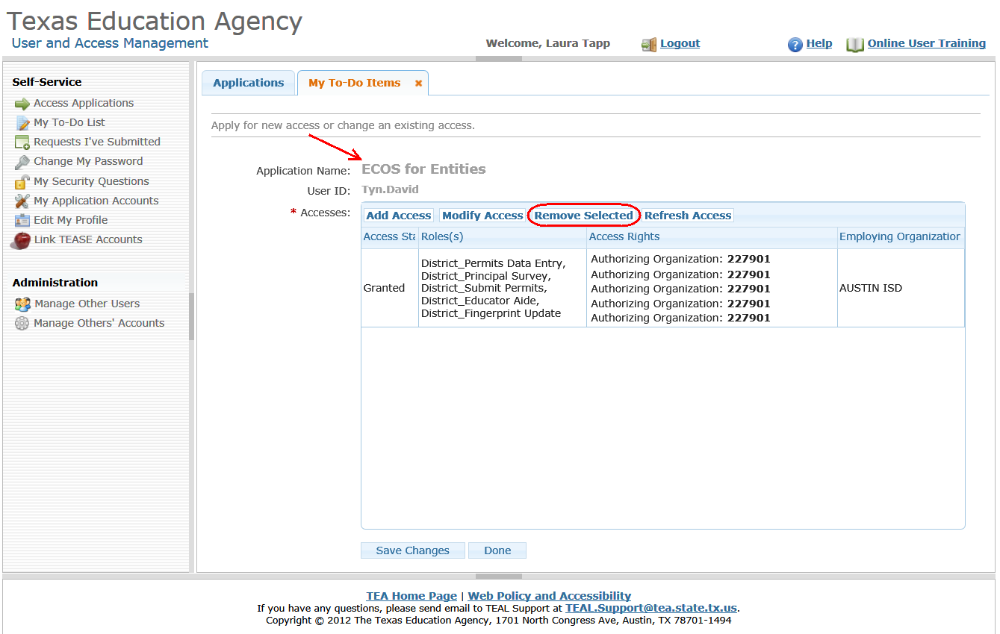 Texas Education Agency
User and Access Management
Welcome, Laura Tapp
Logout
Help
Online User Training
Self-Service
Access Applications
My To-Do List
Requests I've Submitted
Change My Password
My Security Questions
My Application Accounts
Edit My Profile
Link TEASE Accounts
Administration
Manage Other Users
Manage Others' Accounts
Applications
My To-Do Items
Apply for new access or change an existing access.
Application Name: ECOS for Entities
User ID: Tyn.David
* Accesses:
Add Access Modify Access Remove Selected Refresh Access
Access Sta Roles(s) Access Rights Employing Organization
Granted
District_Permits Data Entry,
District_Principal Survey,
District_Submit Permits,
District_Educator Aide,
District_Fingerprint Update
Authorizing Organization: 227901
Authorizing Organization: 227901
Authorizing Organization: 227901
Authorizing Organization: 227901
Authorizing Organization: 227901
AUSTIN ISD
Save Changes Done
TEA Home Page | Web Policy and Accessibility
If you have any questions, please send email to TEAL Support at TEAL.Support@tea.state.tx.us.
Copyright © 2012 The Texas Education Agency, 1701 North Congress Ave, Austin, TX 78701-1494